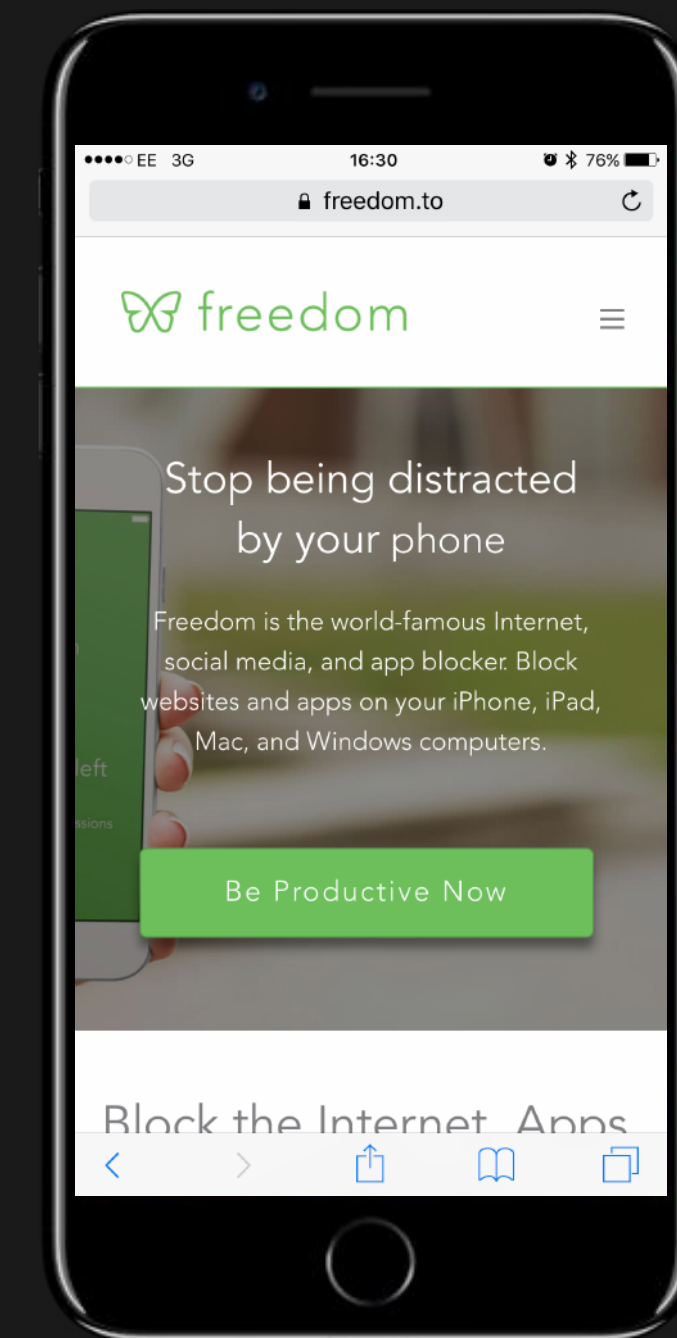 EE 3G 16:30 76%
freedom.to
freedom
Stop being distracted
by your phone
Freedom is the world-famous Internet,
social media, and app blocker. Block
websites and apps on your iPhone, iPad,
Mac, and Windows computers.
left
ssions
Be Productive Now
Block the Internet, Apps